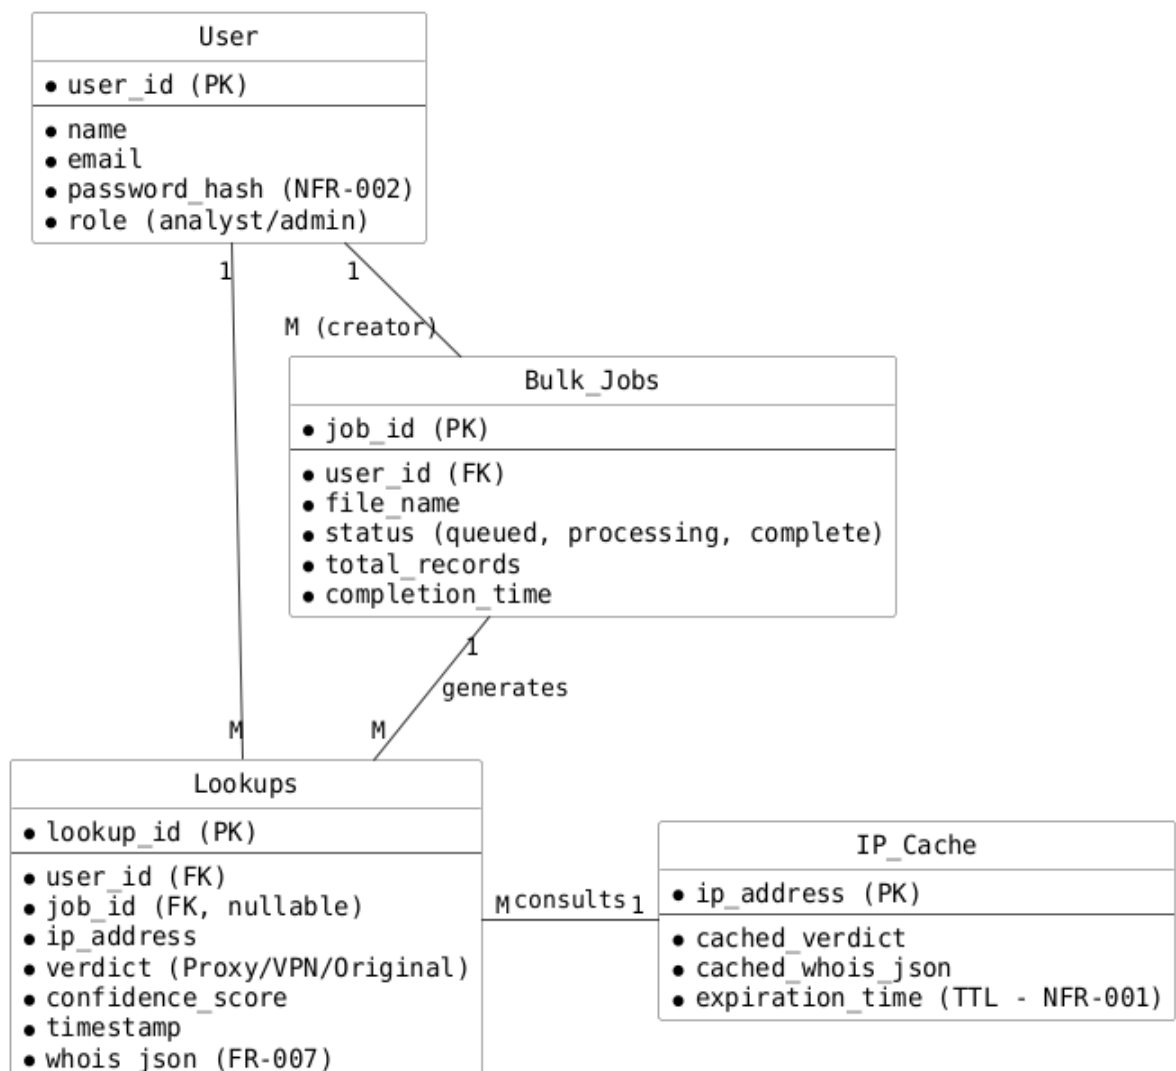 User
user_id (PK)
name
email
password_hash (NFR-002)
role (analyst/admin)
1
1
M (creator)
Bulk_Jobs
job_id (PK)
user_id (FK)
file_name
status (queued, processing, complete)
total_records
completion_time
1
generates
M
M
Lookups
lookup_id (PK)
user_id (FK)
job_id (FK, nullable)
ip_address
verdict (Proxy/VPN/Original)
confidence_score
timestamp
whois_json (FR-007)
M consults 1
IP_Cache
ip_address (PK)
cached_verdict
cached_whois_json
expiration_time (TTL - NFR-001)